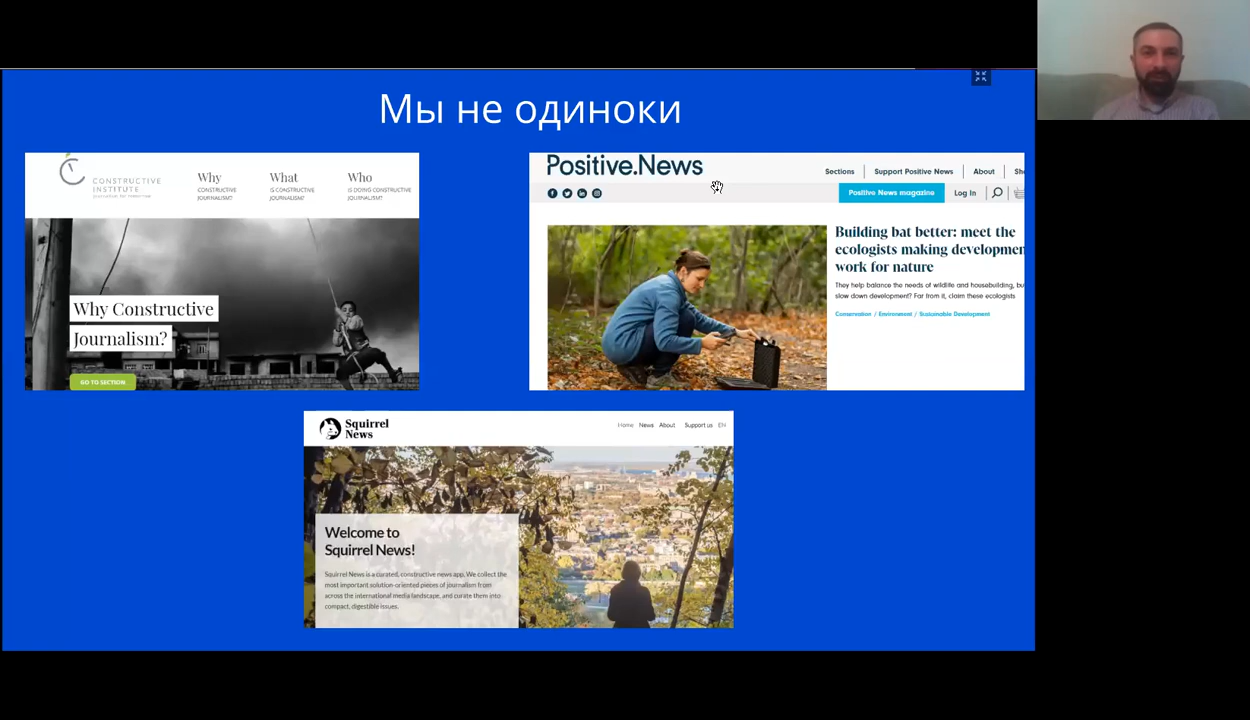 Мы не одиноки
CONSTRUCTIVE
INSTITUTE
Why
CONSTRUCTIVE
JOURNALISM?
What
IS CONSTRUCTIVE
JOURNALISM?
Who
IS DOING CONSTRUCTIVE
JOURNALISM?
Why Constructive
Journalism?
GO TO SECTION
Positive.News
Sections
Support Positive News
About
Positive News magazine
Log In
Building bat better: meet the
ecologists making developmen
work for nature
They help balance the needs of wildlife and housebuilding, bu
slow down development? Far from it, claim these ecologists
Conservation / Environment / Sustainable Development
Squirrel
News
Home News About Support us EN
Welcome to
Squirrel News!
Squirrel News is a curated, constructive news app. We collect the
most important solution-oriented pieces of journalism from
across the international media landscape, and curate them into
compact, digestible issues.